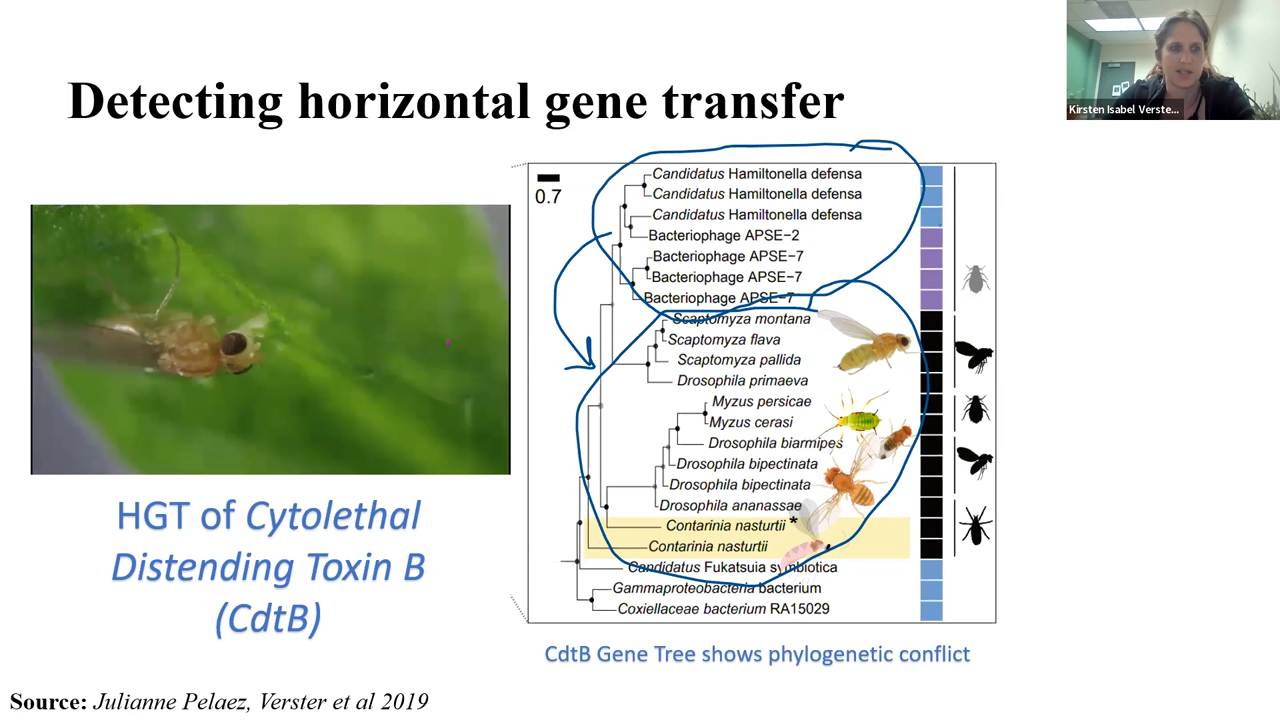 Kirsten Isabel Verste...
Detecting horizontal gene transfer
0.7
Candidatus Hamiltonella defensa
Candidatus Hamiltonella defensa
Candidatus Hamiltonella defensa
Bacteriophage APSE−2
Bacteriophage APSE−7
Bacteriophage APSE−7
Bacteriophage APSE−7
Scaptomyza montana
Scaptomyza flava
Scaptomyza pallida
Drosophila primaeva
Myzus persicae
Myzus cerasi
Drosophila biarmipes
Drosophila bipectinata
Drosophila bipectinata
Drosophila ananassae
Contarinia nasturtii *
Contarinia nasturtii
Candidatus Fukatsuia symbiotica
Gammaproteobacteria bacterium
Coxiellaceae bacterium RA15029
HGT of Cytolethal
Distending Toxin B
(CdtB)
CdtB Gene Tree shows phylogenetic conflict
Source: Julianne Pelaez, Verster et al 2019